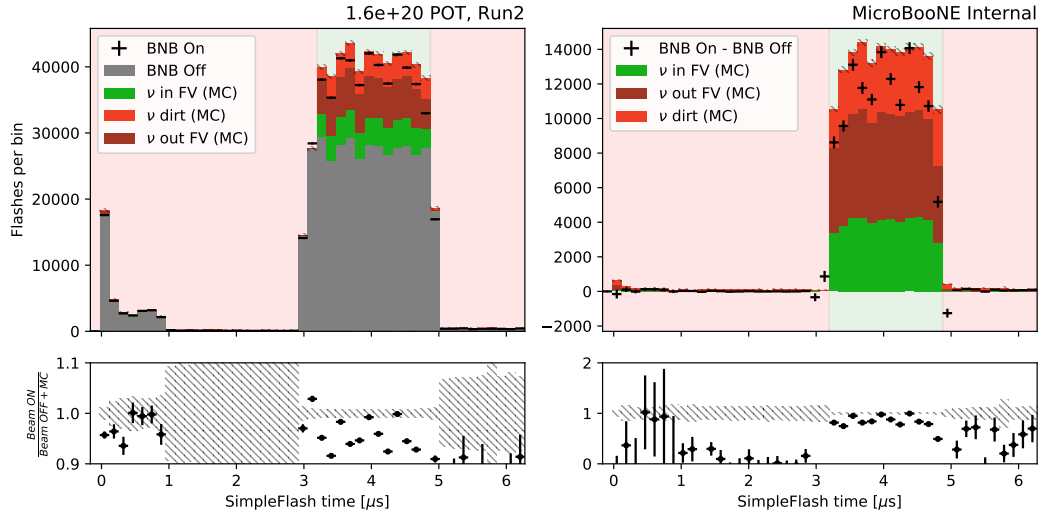 1.6e+20 POT, Run2
BNB On
BNB Off
ν in FV (MC)
ν dirt (MC)
ν out FV (MC)
Flashes per bin
40000
30000
20000
10000
0
Beam ON
Beam OFF + MC
1.1
1.0
0.9
0 1 2 3 4 5 6
SimpleFlash time [μs]
MicroBooNE Internal
BNB On - BNB Off
ν in FV (MC)
ν out FV (MC)
ν dirt (MC)
14000
12000
10000
8000
6000
4000
2000
0
−2000
2
1
0
0 1 2 3 4 5 6
SimpleFlash time [μs]